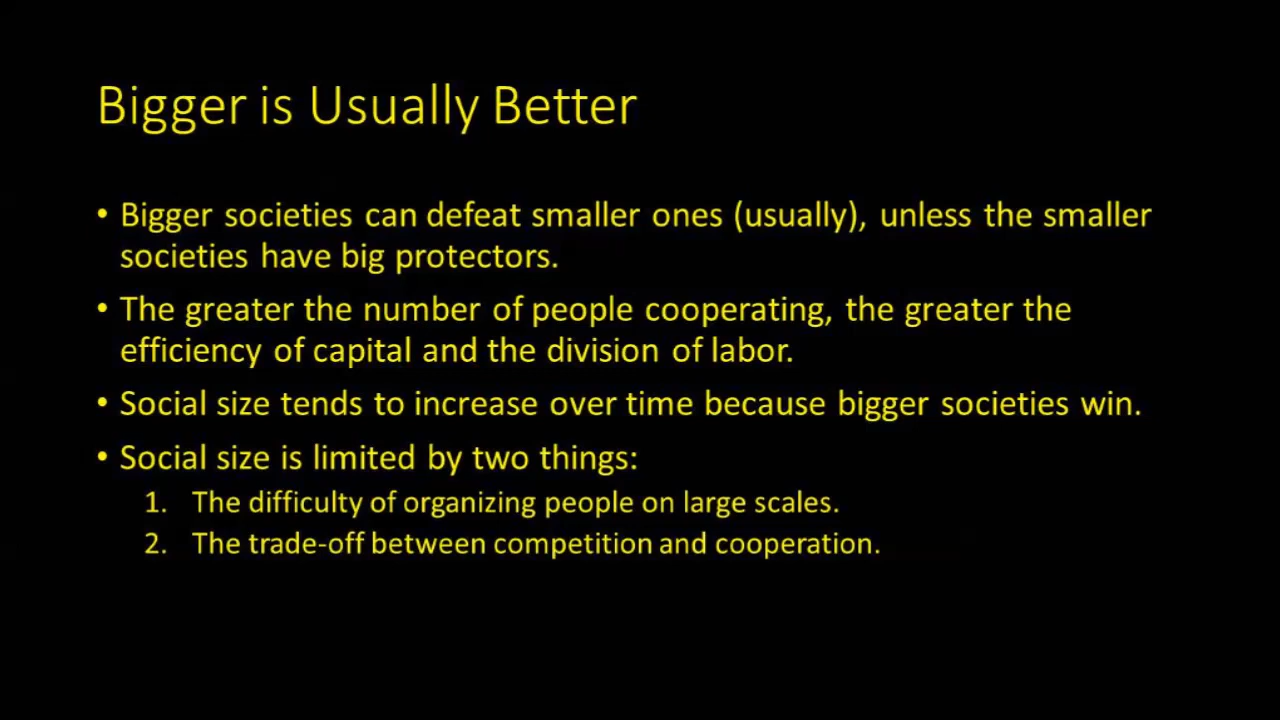 Bigger is Usually Better
• Bigger societies can defeat smaller ones (usually), unless the smaller
societies have big protectors.
• The greater the number of people cooperating, the greater the
efficiency of capital and the division of labor.
• Social size tends to increase over time because bigger societies win.
• Social size is limited by two things:
1. The difficulty of organizing people on large scales.
2. The trade-off between competition and cooperation.